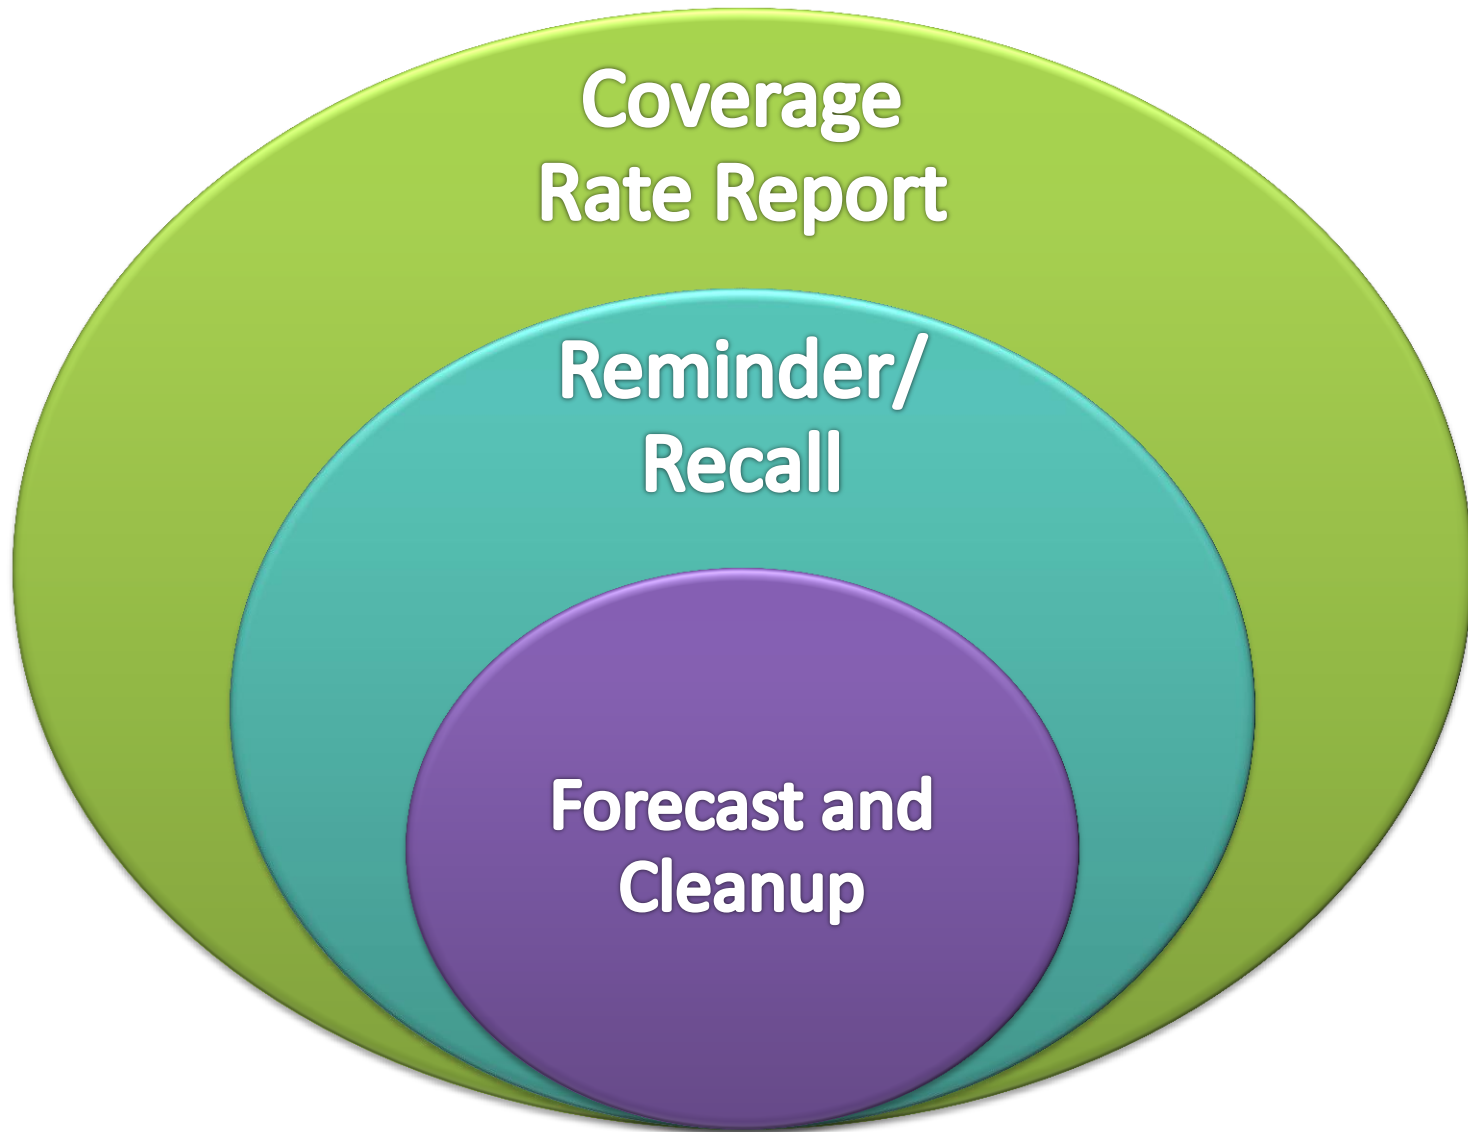 Coverage
Rate Report
Reminder/
Recall
Forecast and
Cleanup